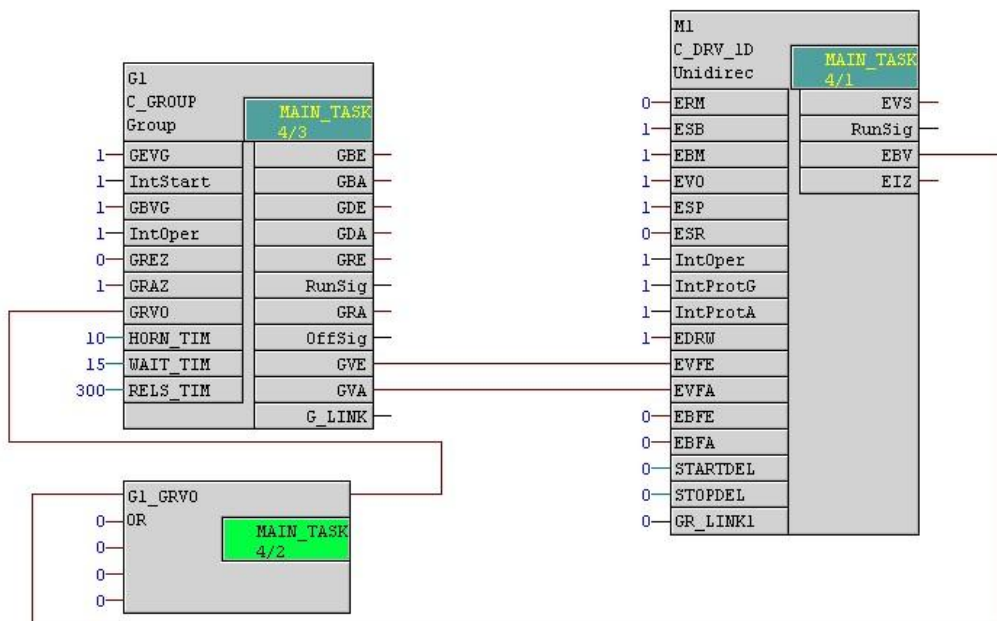 G1
C_GROUP
Group
MAIN_TASK
4/3
1 GEVG GBE
1 IntStart GBA
1 GBVG GDE
1 IntOper GDA
0 GREZ GRE
1 GRAZ RunSig
GRVO GRA
10 HORN_TIM OffSig
15 WAIT_TIM GVE
300 RELS_TIM GVA
G_LINK
G1_GRVO
OR
MAIN_TASK
4/2
0
0
0
0
M1
C_DRV_1D
Unidirec
MAIN_TASK
4/1
0 ERM EVS
1 ESB RunSig
1 EBM EBV
1 EVO EIZ
1 ESP
0 ESR
1 IntOper
1 IntProtG
1 IntProtA
1 EDRW
EVFE
EVFA
0 EBFE
0 EBFA
0 STARTDEL
0 STOPDEL
0 GR_LINK1